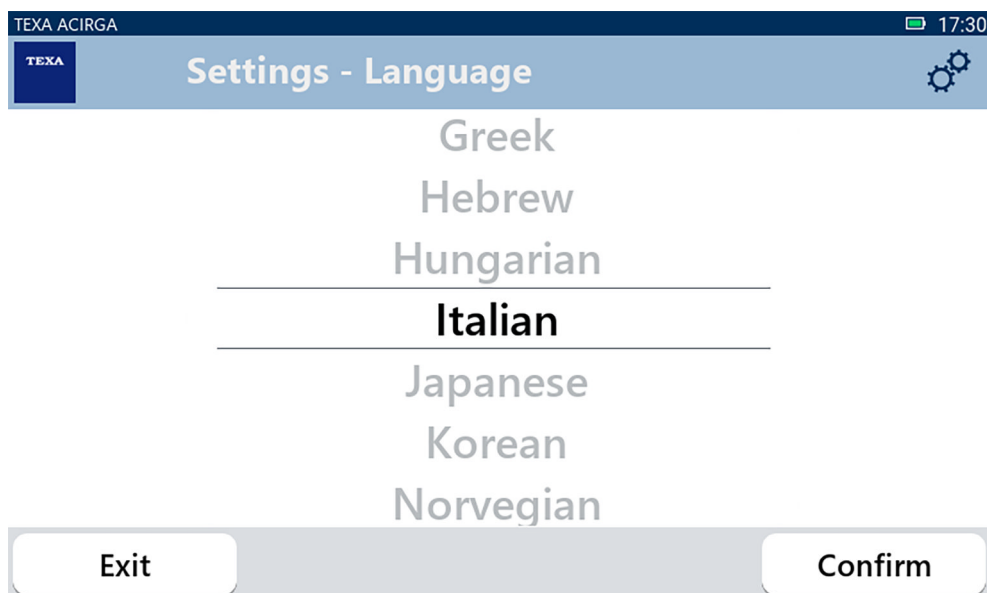 TEXA ACIRGA 17:30
TEXA Settings - Language
Greek
Hebrew
Hungarian
Italian
Japanese
Korean
Norvegian
Exit Confirm